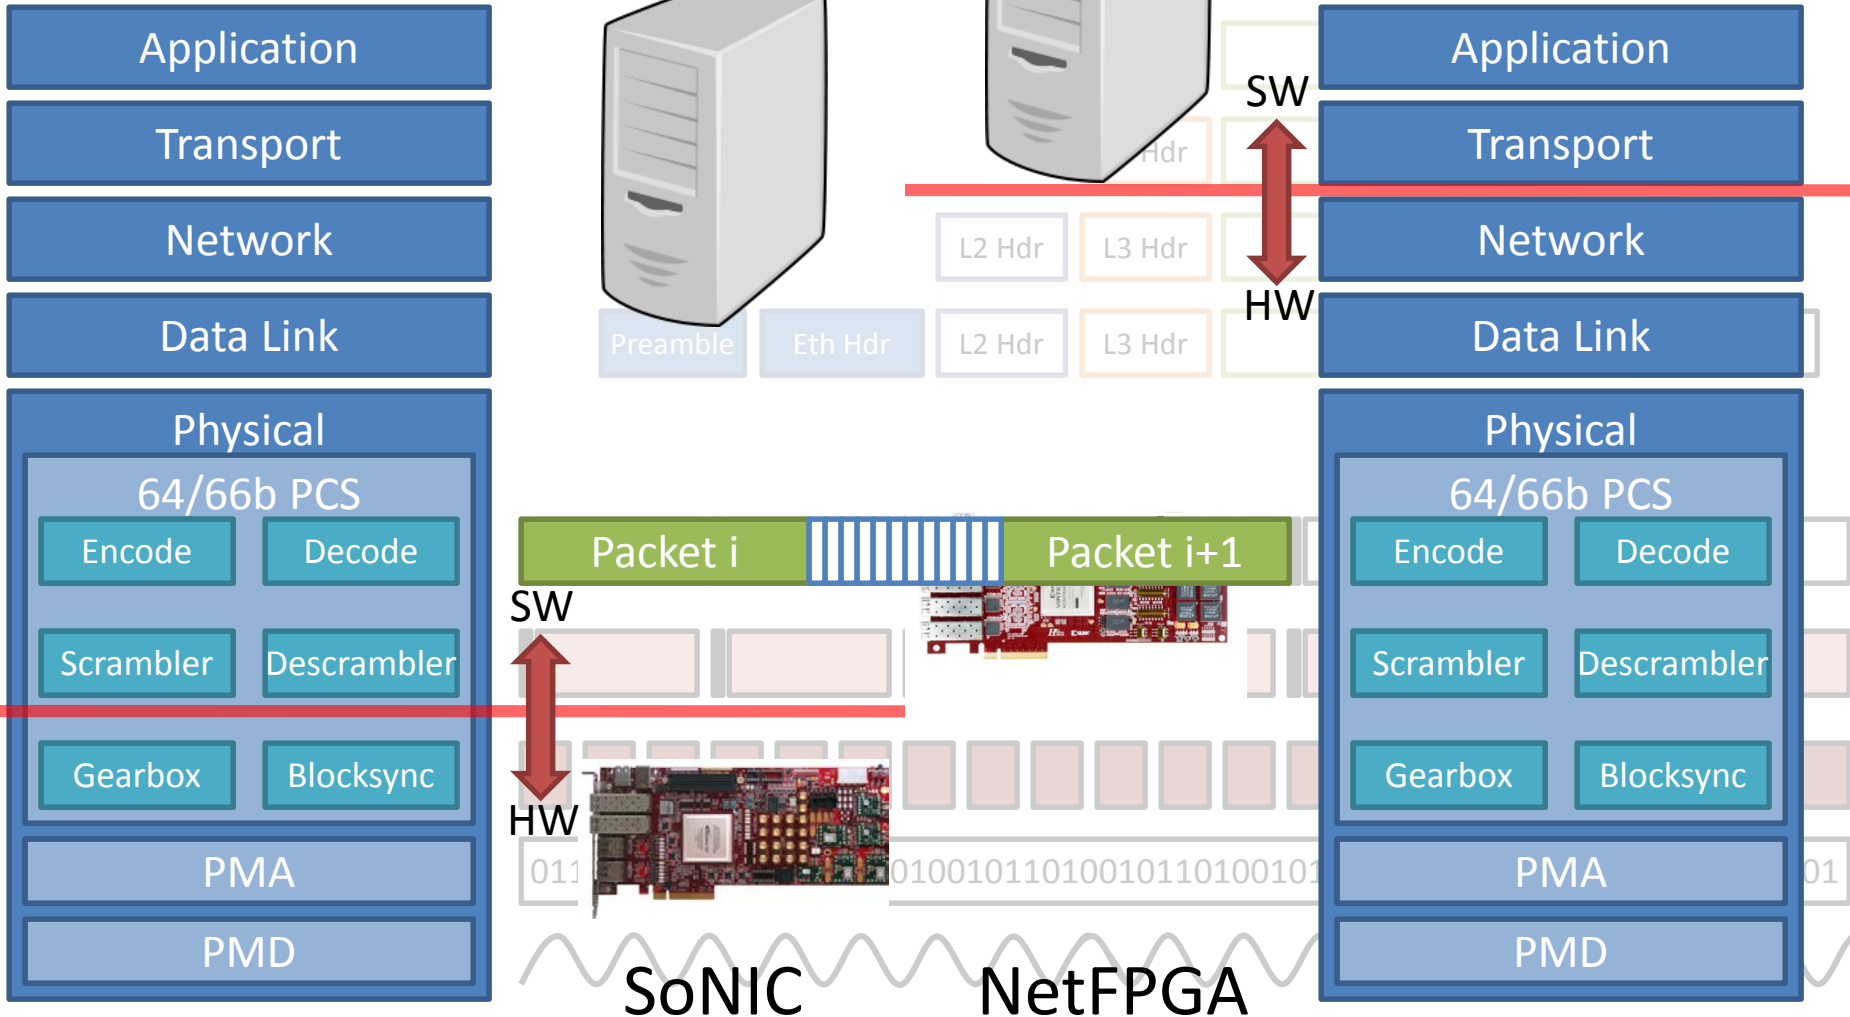 Application
Transport
Network
Data Link
Physical
64/66b PCS
Encode Decode
Scrambler Descrambler
Gearbox Blocksync
PMA
PMD
SW
HW
Hdr
L2 Hdr L3 Hdr
Preamble Eth Hdr L2 Hdr L3 Hdr
Packet i Packet i+1
SW
HW
011 0100101101001011010010 01
SoNIC NetFPGA
Application
Transport
Network
Data Link
Physical
64/66b PCS
Encode Decode
Scrambler Descrambler
Gearbox Blocksync
PMA
PMD